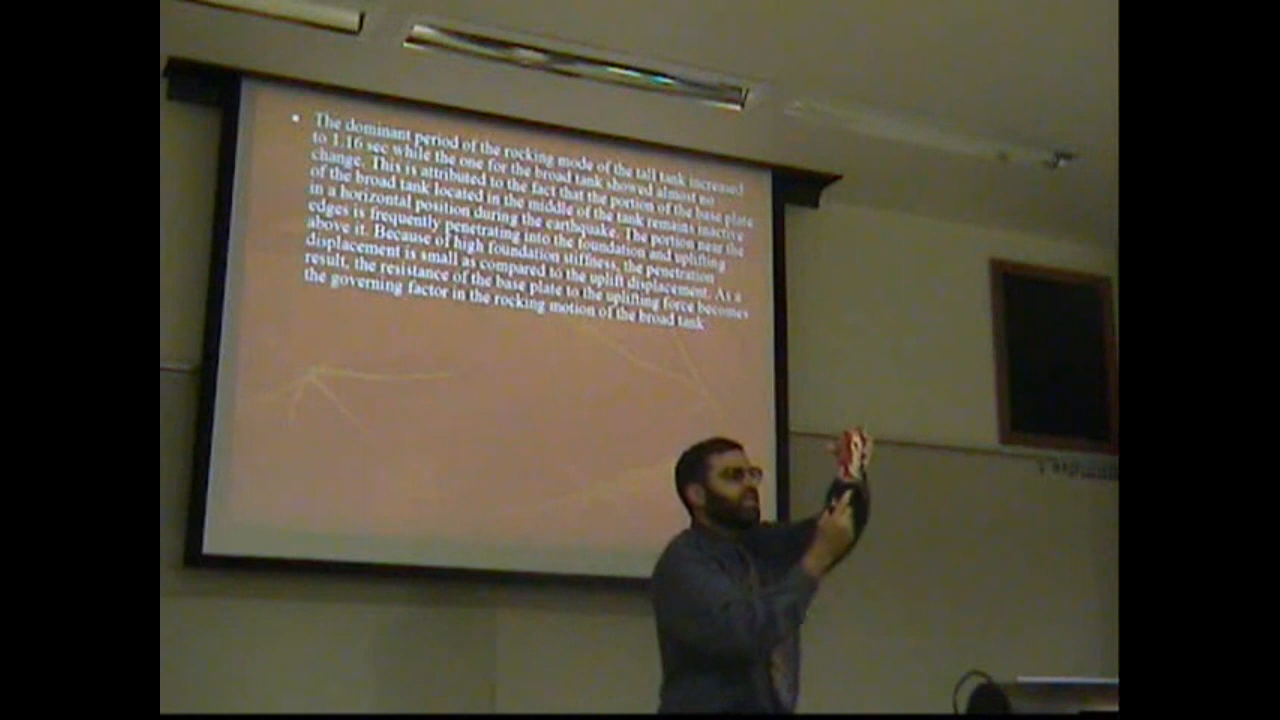 The dominant period of the rocking mode of the tall tank increased
to 1.16 sec while the one for the broad tank showed almost no
change. This is attributed to the fact that the portion of the base plate
of the broad tank located in the middle of the tank remains inactive
in a horizontal position during the earthquake. The portion near the
edges is frequently penetrating into the foundation and uplifting
above it. Because of high foundation stiffness, the penetration
displacement is small as compared to the uplift displacement. As a
result, the resistance of the base plate to the uplifting force becomes
the governing factor in the rocking motion of the broad tank